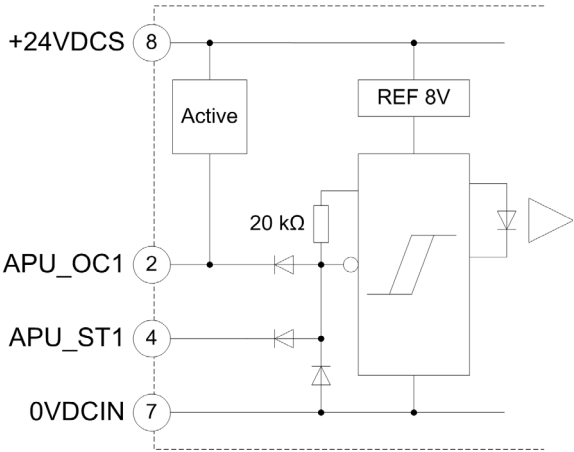 +24VDCS 8
Active
REF 8V
20 kΩ
APU_OC1 2
APU_ST1 4
0VDCIN 7